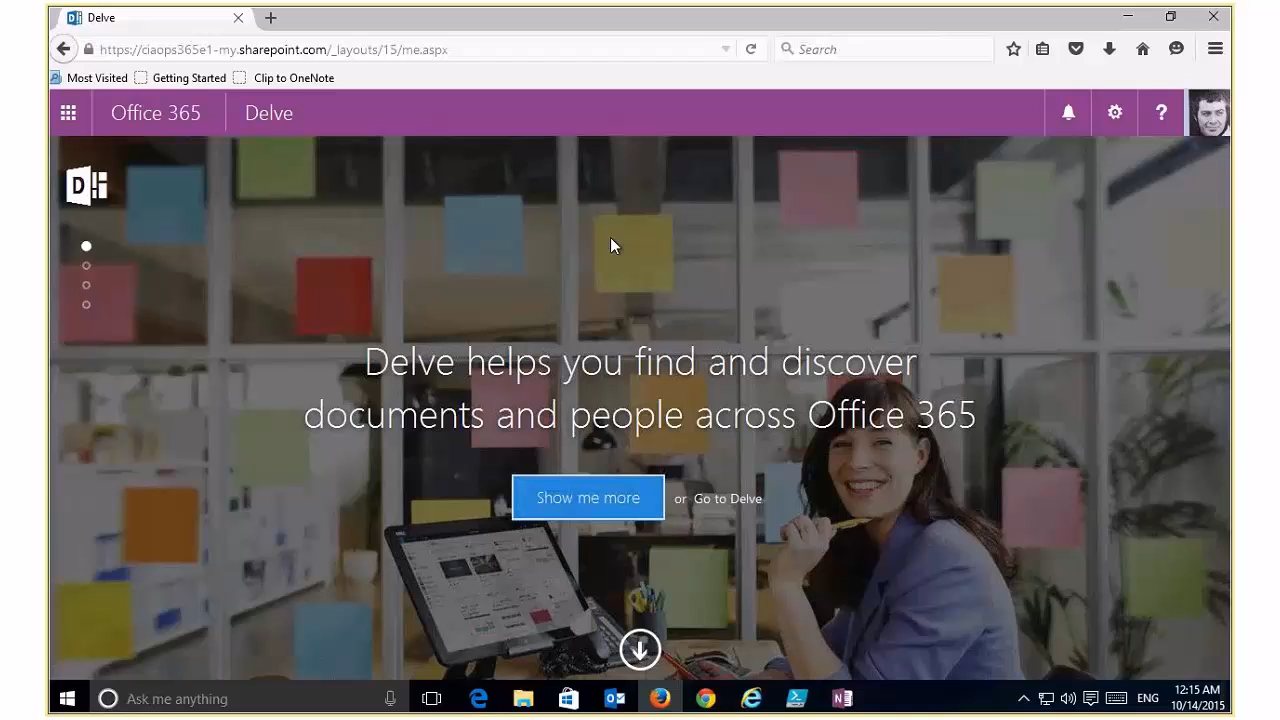 Delve
https://ciaops365e1-my.sharepoint.com/_layouts/15/me.aspx
Search
Most Visited
Getting Started
Clip to OneNote
Office 365
Delve
?
D
Delve helps you find and discover
documents and people across Office 365
Show me more
or Go to Delve
Ask me anything
ENG
12:15 AM
10/14/2015